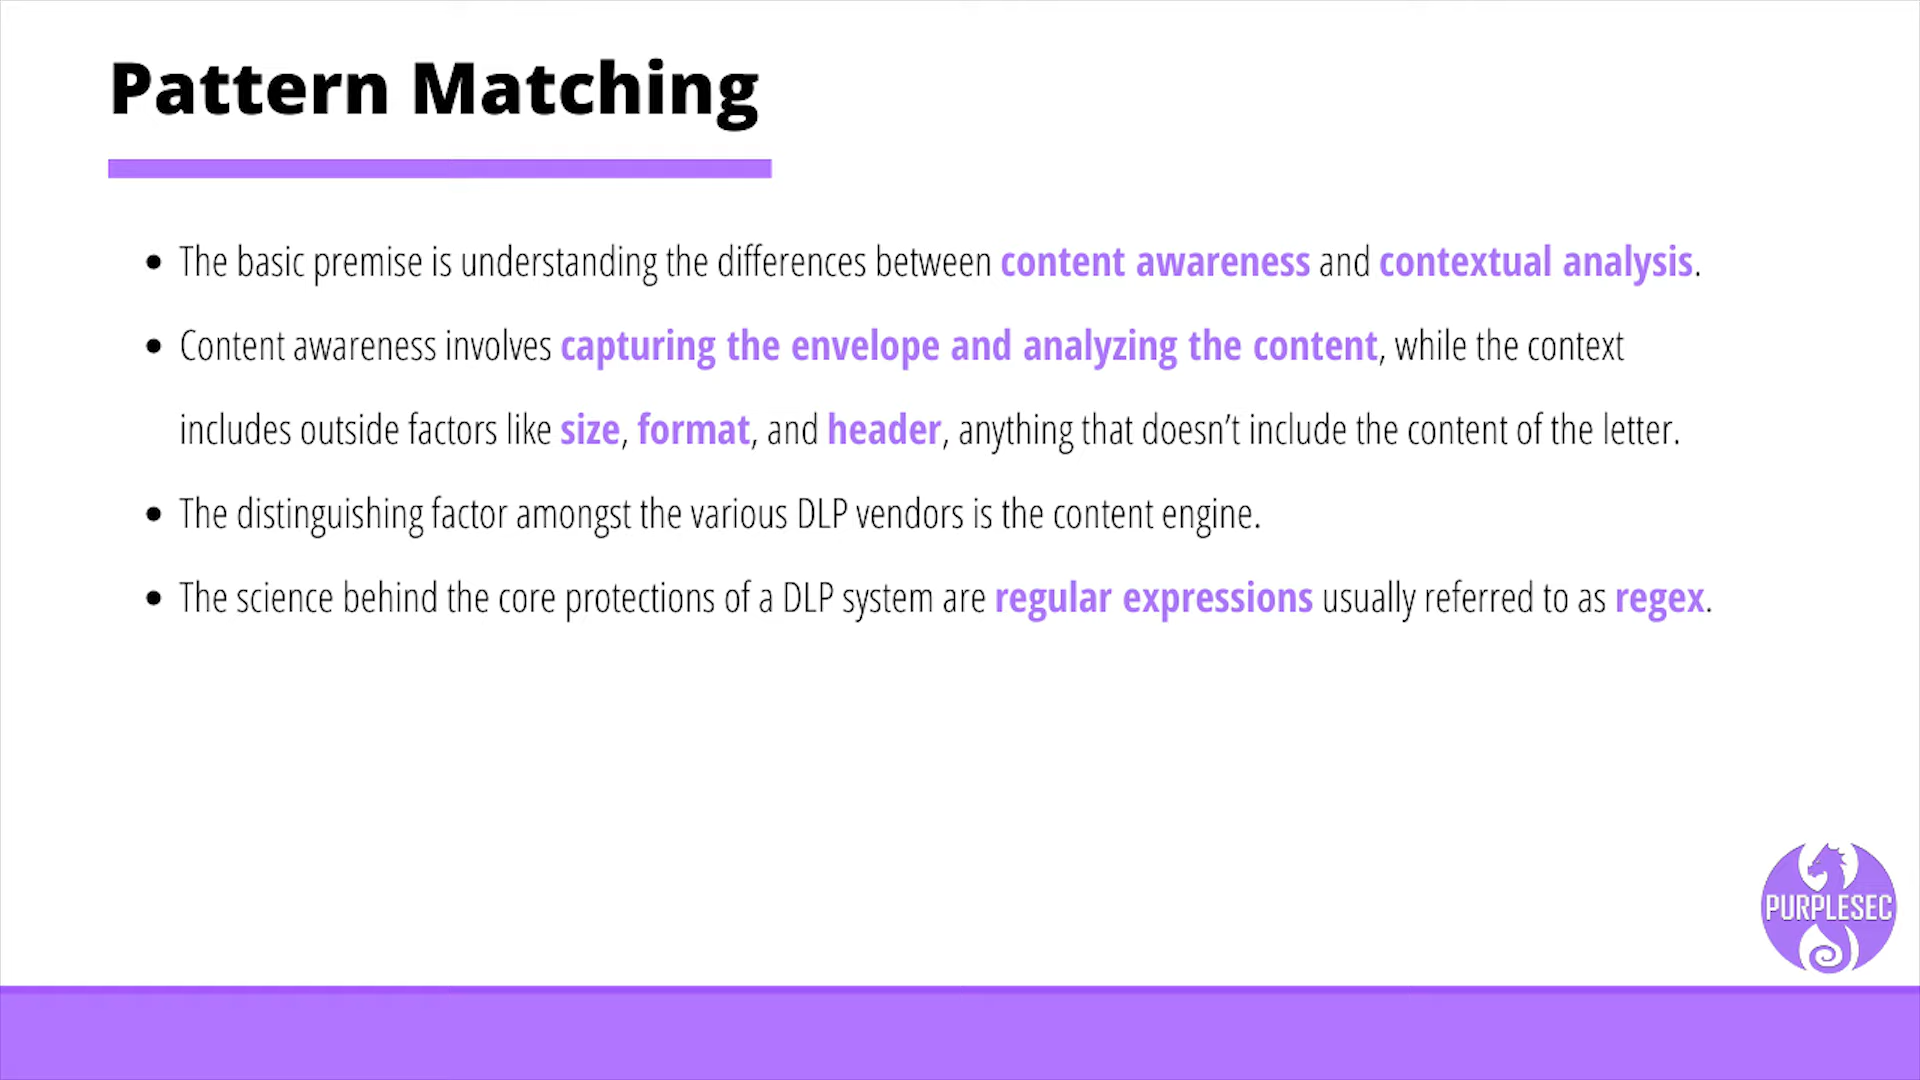 Pattern Matching
• The basic premise is understanding the differences between content awareness and contextual analysis.
• Content awareness involves capturing the envelope and analyzing the content, while the context
includes outside factors like size, format, and header, anything that doesn’t include the content of the letter.
• The distinguishing factor amongst the various DLP vendors is the content engine.
• The science behind the core protections of a DLP system are regular expressions usually referred to as regex.
PURPLESEC